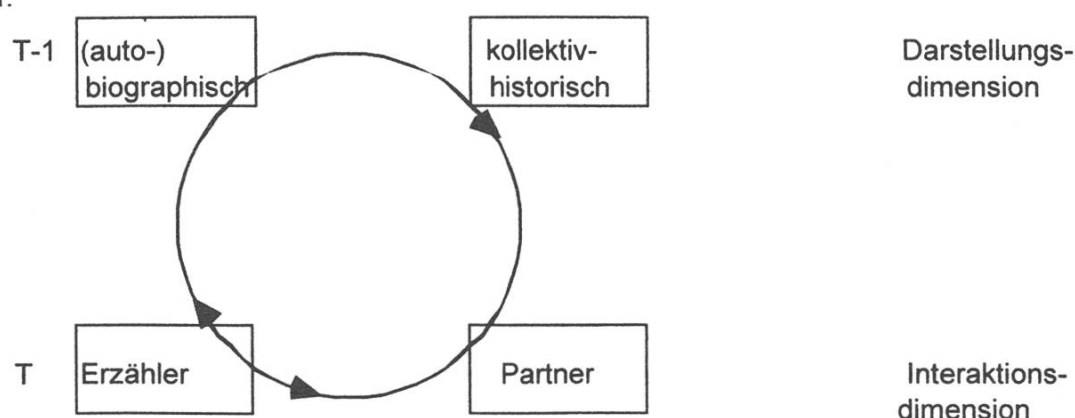 T-1 (auto-) kollektiv- Darstellungs-
biographisch historisch dimension
T Erzähler Partner Interaktions-
dimension